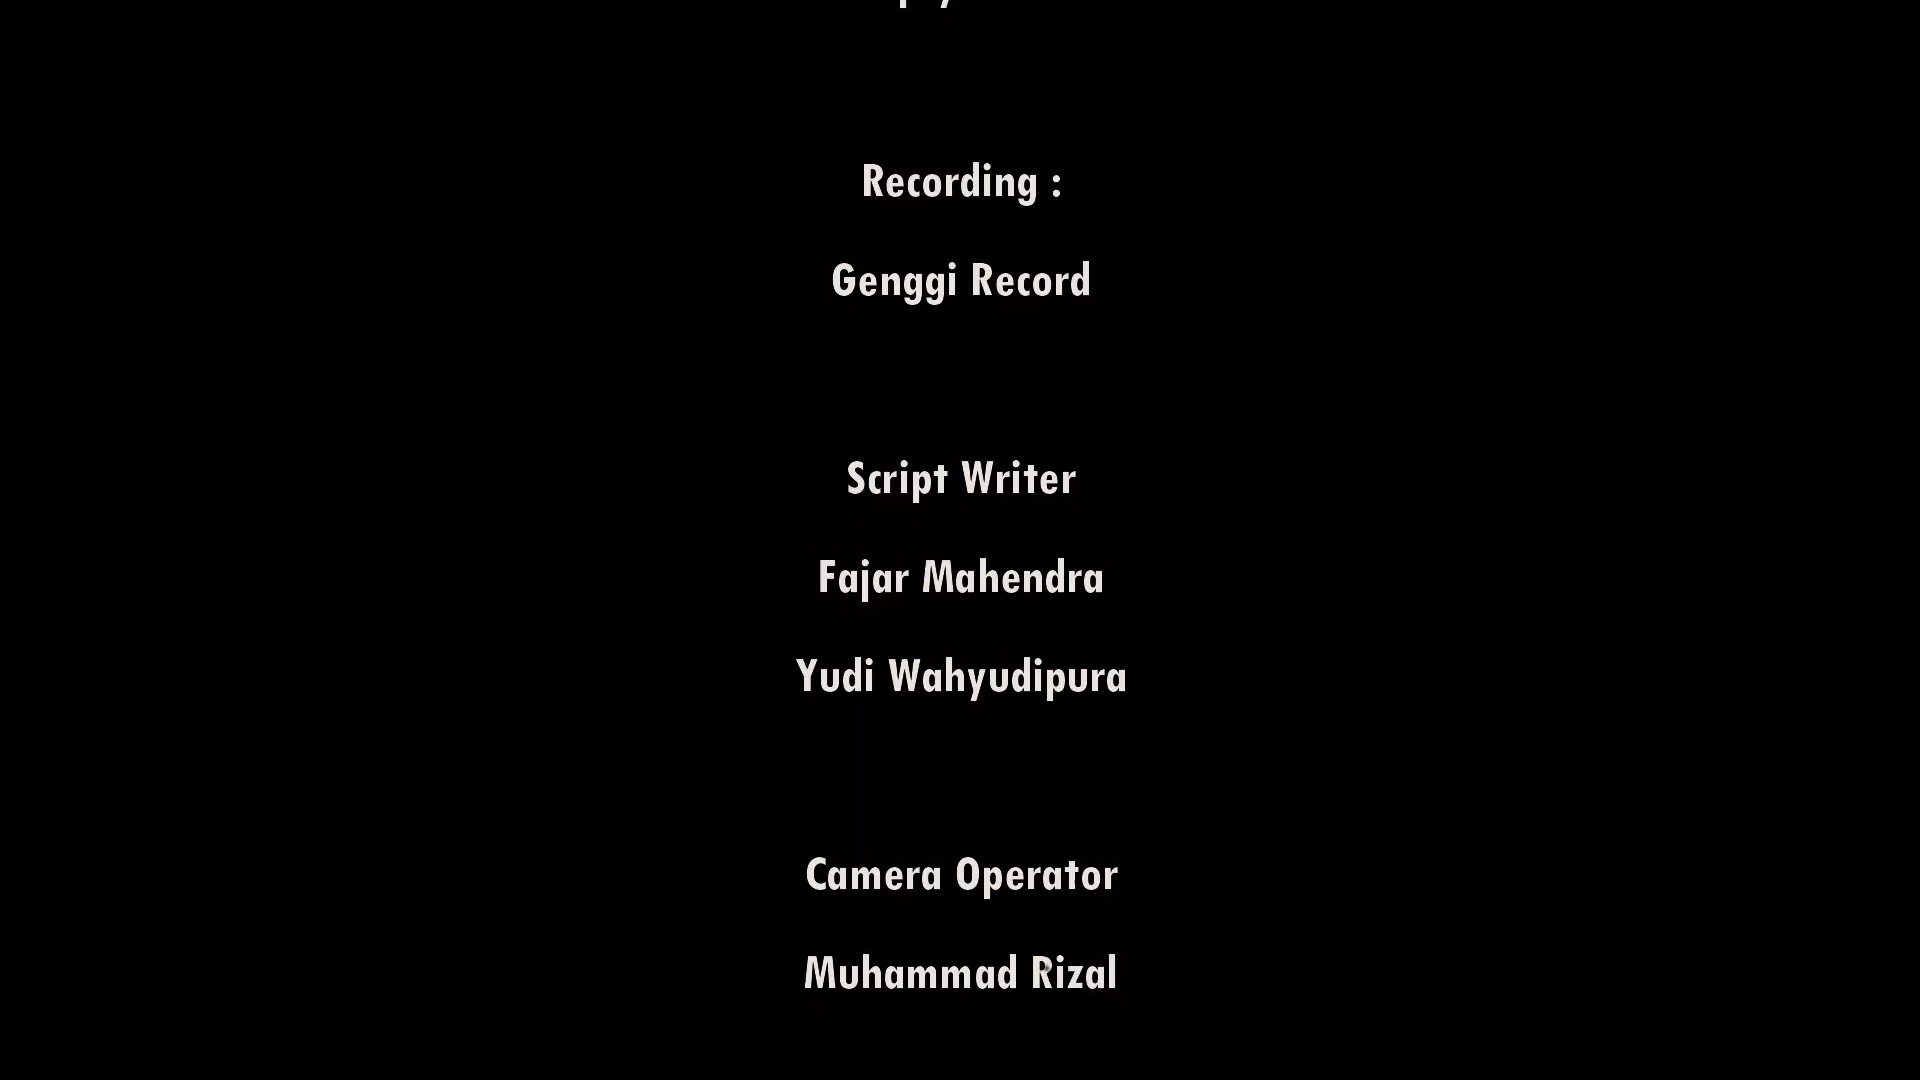 Recording :
Genggi Record
Script Writer
Fajar Mahendra
Yudi Wahyudipura
Camera Operator
Muhammad Rizal